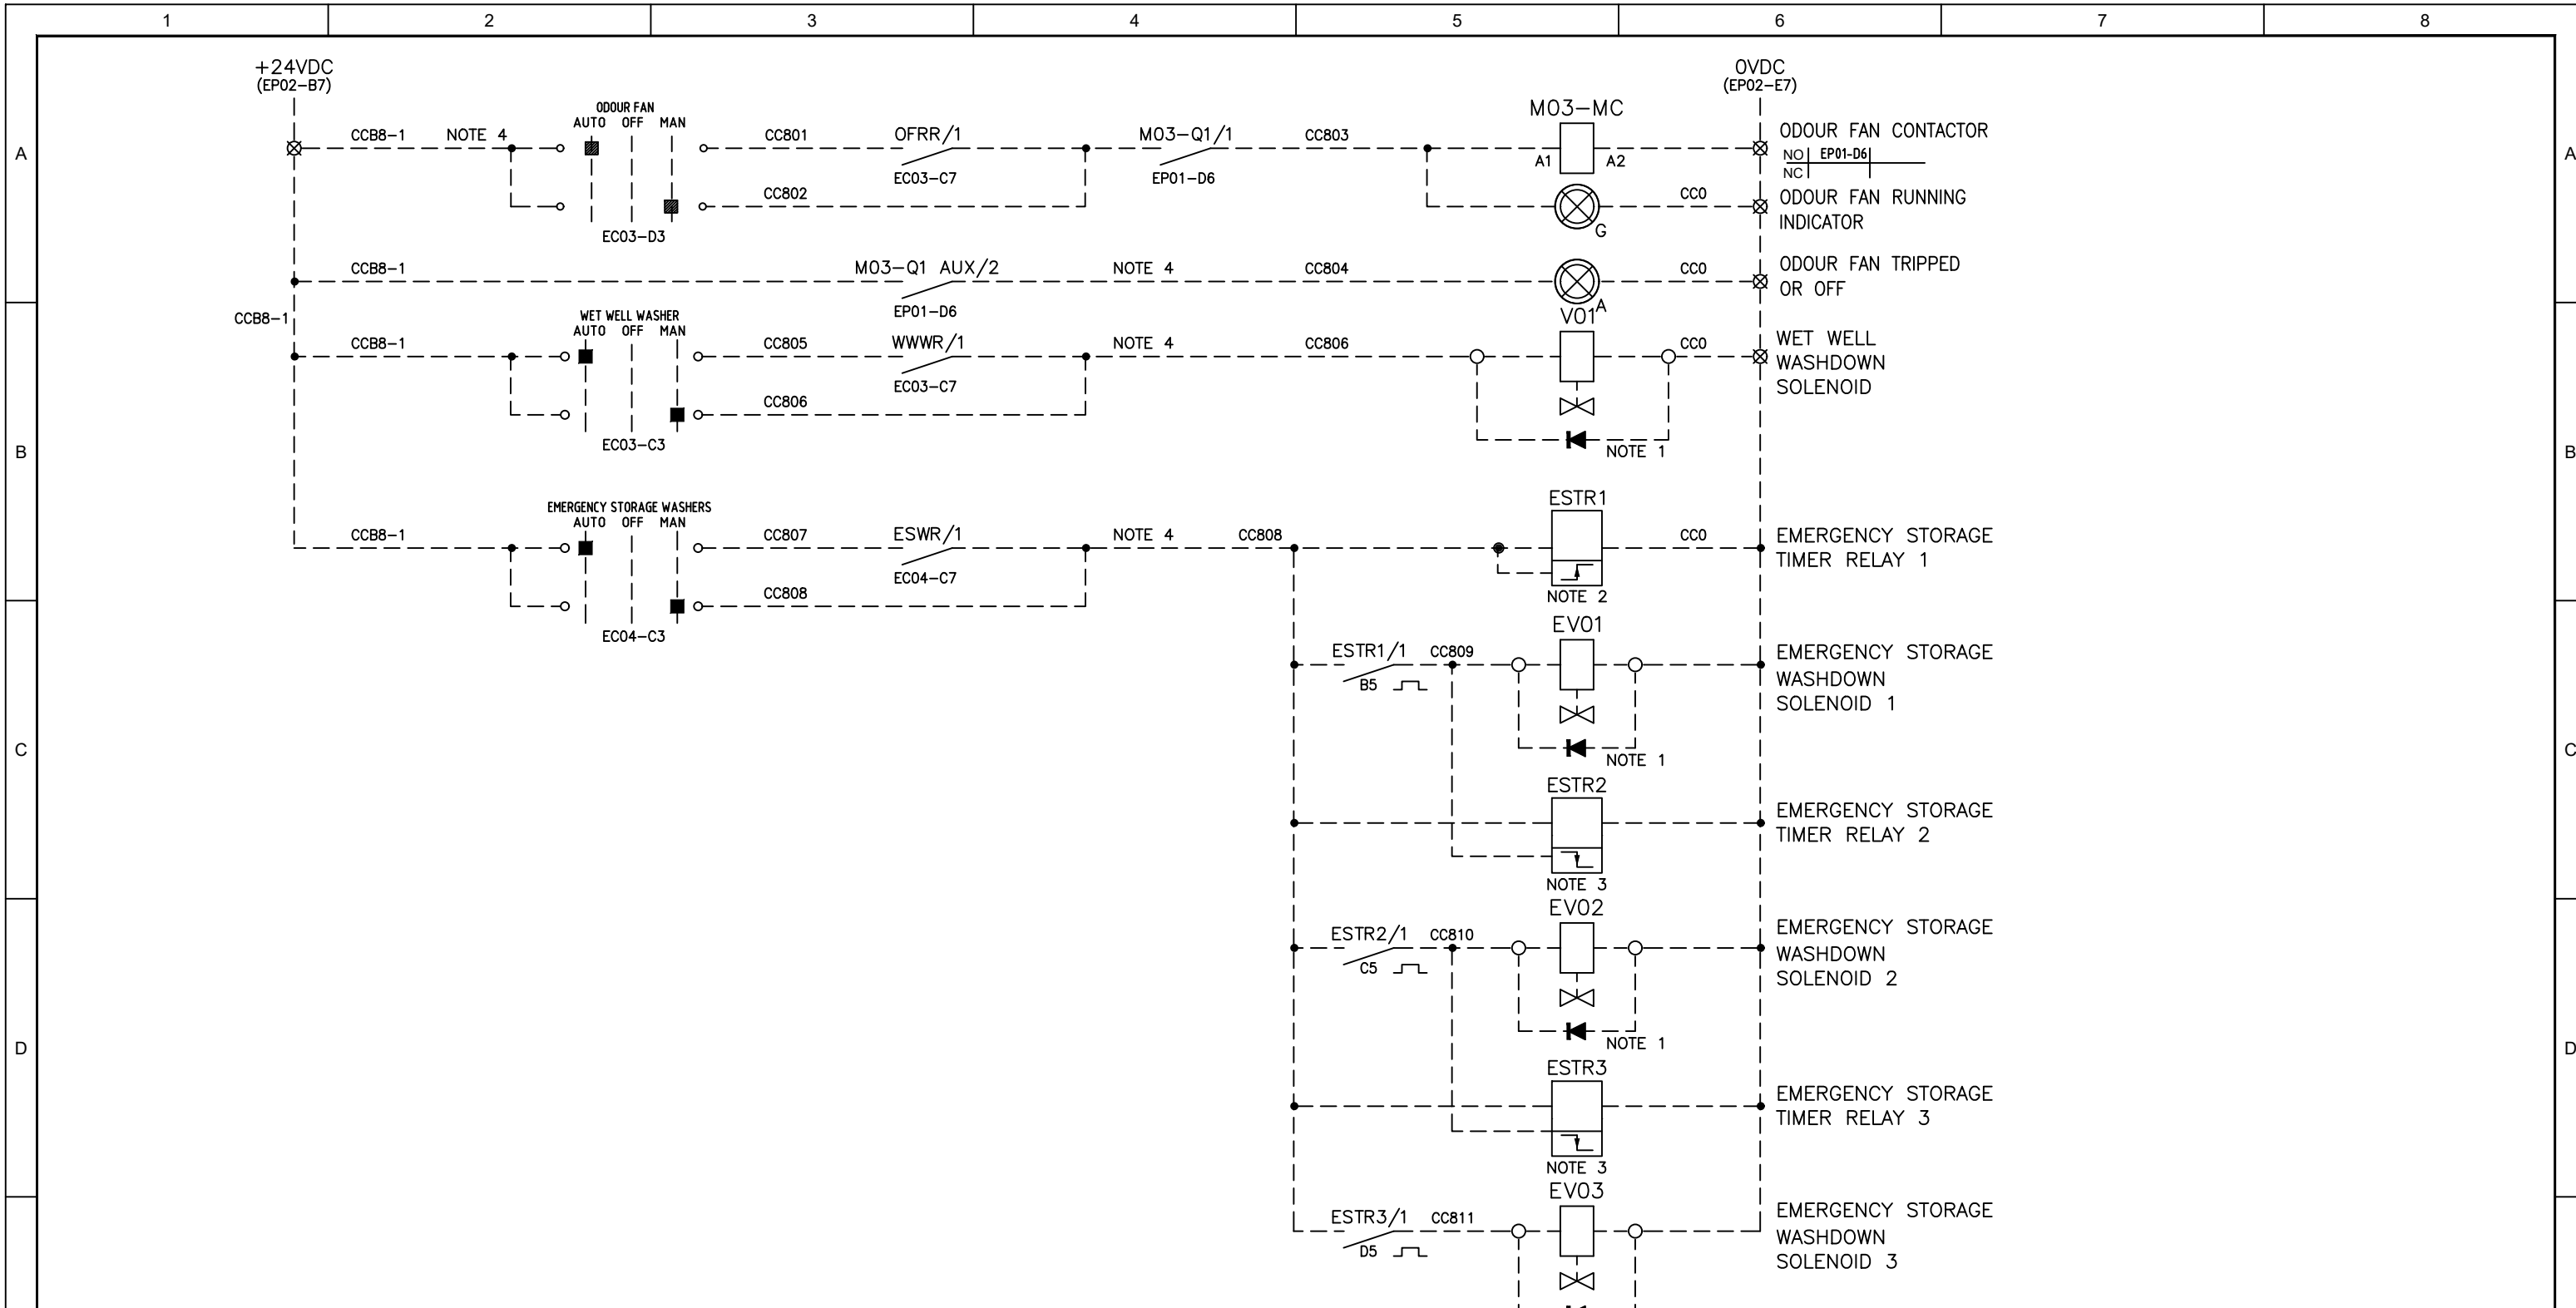 1 2 3 4 5 6 7 8
+24VDC
(EP02-B7)
0VDC
(EP02-E7)
A
A
ODOUR FAN
AUTO OFF MAN
CCB8-1 NOTE 4
CC801
OFRR/1
EC03-C7
M03-Q1/1
EP01-D6
CC803
M03-MC
A1 A2
ODOUR FAN CONTACTOR
NO EP01-D6
NC
CC802
EC03-D3
G
CC0
ODOUR FAN RUNNING
INDICATOR
CCB8-1
M03-Q1 AUX/2
EP01-D6
NOTE 4
CC804
A
CC0
ODOUR FAN TRIPPED
OR OFF
CCB8-1
B
B
WET WELL WASHER
AUTO OFF MAN
CCB8-1
CC805
WWWR/1
EC03-C7
NOTE 4
CC806
V01
CC0
WET WELL
WASHDOWN
SOLENOID
CC806
EC03-C3
NOTE 1
EMERGENCY STORAGE WASHERS
AUTO OFF MAN
CCB8-1
CC807
ESWR/1
EC04-C7
NOTE 4
CC808
ESTR1
CC0
EMERGENCY STORAGE
TIMER RELAY 1
NOTE 2
CC808
EC04-C3
C
C
ESTR1/1
B5
CC809
EV01
EMERGENCY STORAGE
WASHDOWN
SOLENOID 1
NOTE 1
ESTR2
EMERGENCY STORAGE
TIMER RELAY 2
NOTE 3
D
D
ESTR2/1
C5
CC810
EV02
EMERGENCY STORAGE
WASHDOWN
SOLENOID 2
NOTE 1
ESTR3
EMERGENCY STORAGE
TIMER RELAY 3
NOTE 3
ESTR3/1
D5
CC811
EV03
EMERGENCY STORAGE
WASHDOWN
SOLENOID 3